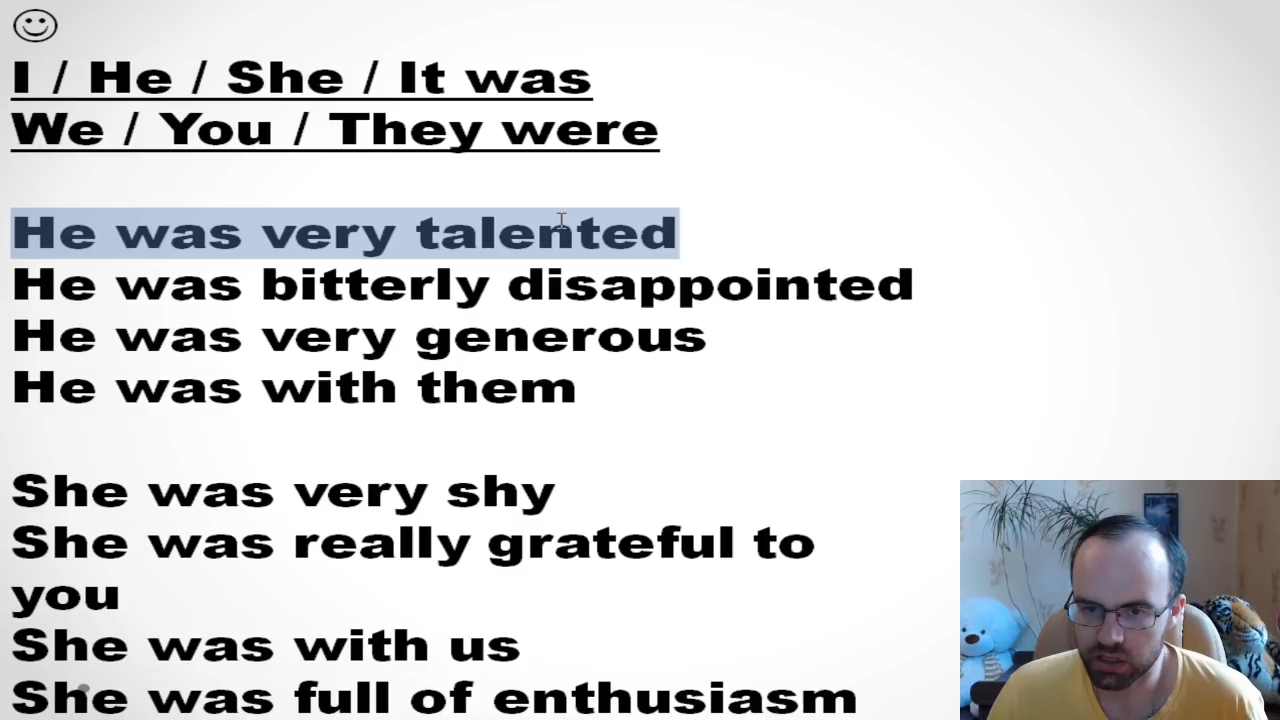 I / He / She / It was
We / You / They were
He was very talented
He was bitterly disappointed
He was very generous
He was with them
She was very shy
She was really grateful to
you
She was with us
She was full of enthusiasm